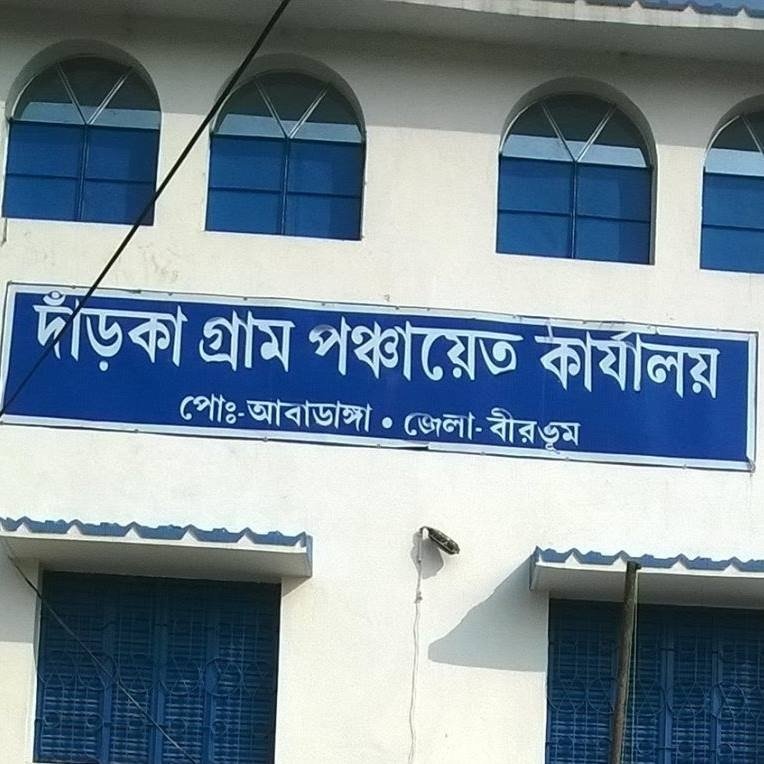 দাঁড়কা গ্রাম পঞ্চায়েত কার্যালয়
পোঃ-আবাডাঙ্গা • জেলা- বীরভূম